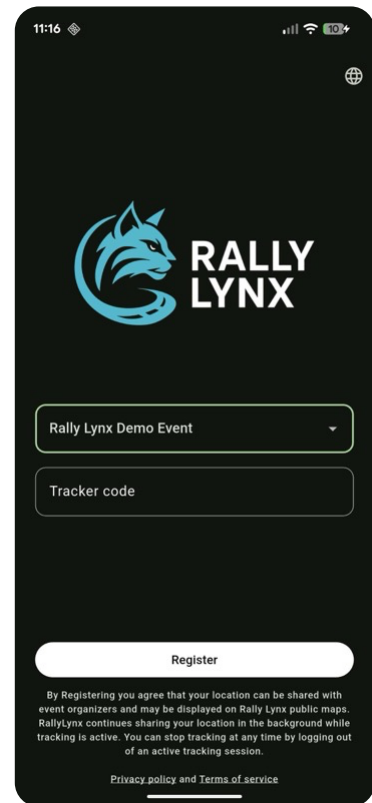 11:16
10
RALLY
LYNX
Rally Lynx Demo Event
Tracker code
Register
By Registering you agree that your location can be shared with
event organizers and may be displayed on Rally Lynx public maps.
RallyLynx continues sharing your location in the background while
tracking is active. You can stop tracking at any time by logging out
of an active tracking session.
Privacy policy and Terms of service